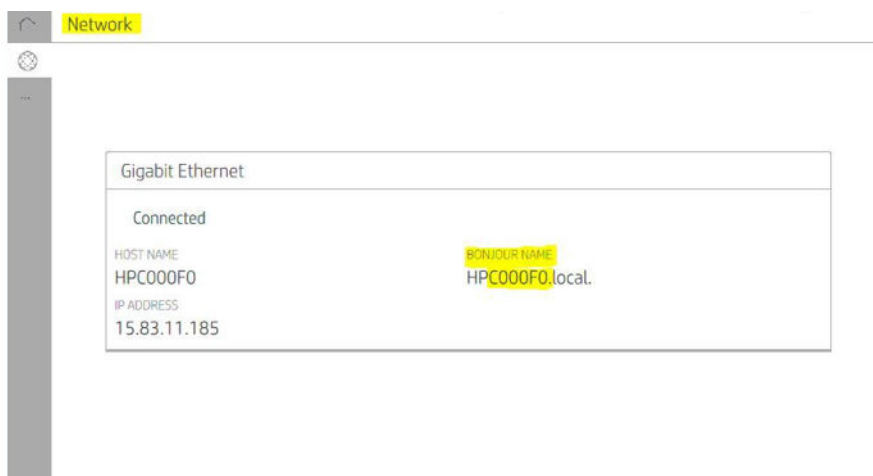 Network
...
Gigabit Ethernet
Connected
HOST NAME
HPC000F0
BONJOUR NAME
HPC000F0.local.
IP ADDRESS
15.83.11.185